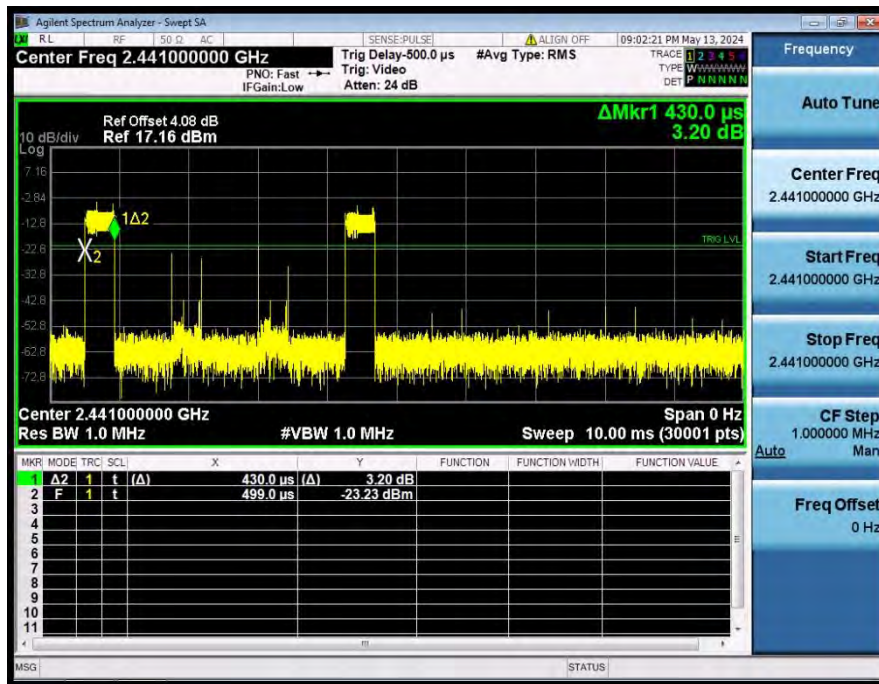 Agilent Spectrum Analyzer - Swept SA
RL RF 50 Ω AC SENSE:PULSE ALIGN OFF 09:02:21 PM May 13, 2024
Center Freq 2.441000000 GHz
PNO: Fast
IFGain:Low
Trig Delay-500.0 µs
Trig: Video
Atten: 24 dB
#Avg Type: RMS
TRACE 1 2 3 4 5 6
TYPE W
DET P N N N N N
ΔMkr1 430.0 µs
3.20 dB
Ref Offset 4.08 dB
10 dB/div Ref 17.16 dBm
Log
7.16
-2.84
-12.8
-22.8
-32.8
-42.8
-52.8
-62.8
-72.8
1Δ2
2
TRIG LVL
Center 2.441000000 GHz Span 0 Hz
Res BW 1.0 MHz #VBW 1.0 MHz Sweep 10.00 ms (30001 pts)
MKR MODE TRC SCL X Y FUNCTION FUNCTION WIDTH FUNCTION VALUE
1 Δ2 1 t (Δ) 430.0 µs (Δ) 3.20 dB
2 F 1 t 499.0 µs -23.23 dBm
3
4
5
6
7
8
9
10
11
MSG STATUS
Frequency
Auto Tune
Center Freq
2.441000000 GHz
Start Freq
2.441000000 GHz
Stop Freq
2.441000000 GHz
CF Step
1.000000 MHz
Auto Man
Freq Offset
0 Hz